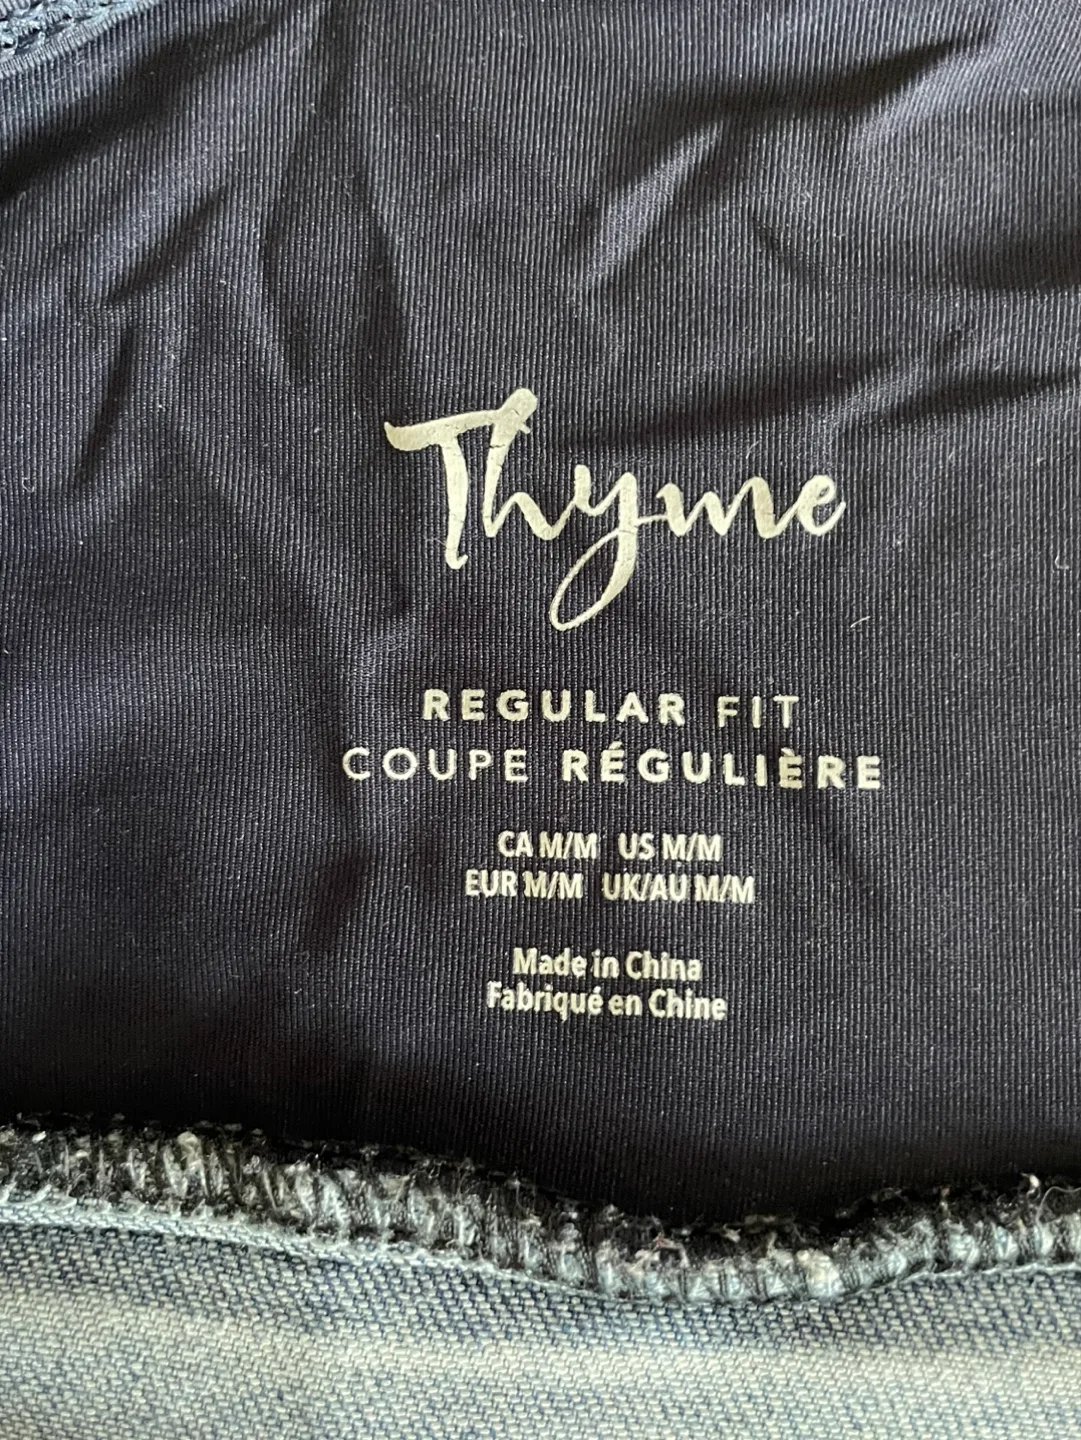 Thyme
REGULAR FIT
COUPE RÉGULIÈRE
CA M/M US M/M
EUR M/M UK/AU M/M
Made in China
Fabriqué en Chine